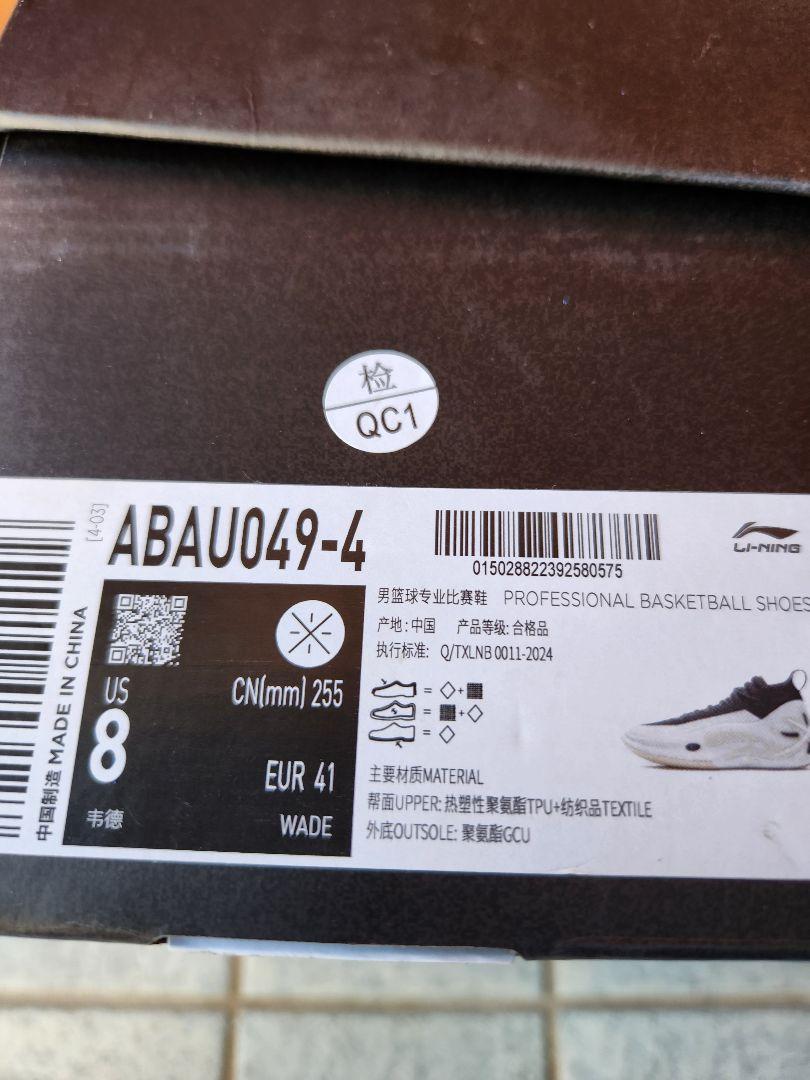 检
QC1
[4-03]
ABAU049-4
015028822392580575
LI-NING
中国制造 MADE IN CHINA
男篮球专业比赛鞋 PROFESSIONAL BASKETBALL SHOES
产地: 中国 产品等级: 合格品
执行标准: Q/TXLNB 0011-2024
US
8
韦德
CN(mm) 255
EUR 41
WADE
主要材质MATERIAL
帮面UPPER: 热塑性聚氨酯TPU+纺织品TEXTILE
外底OUTSOLE: 聚氨酯GCU